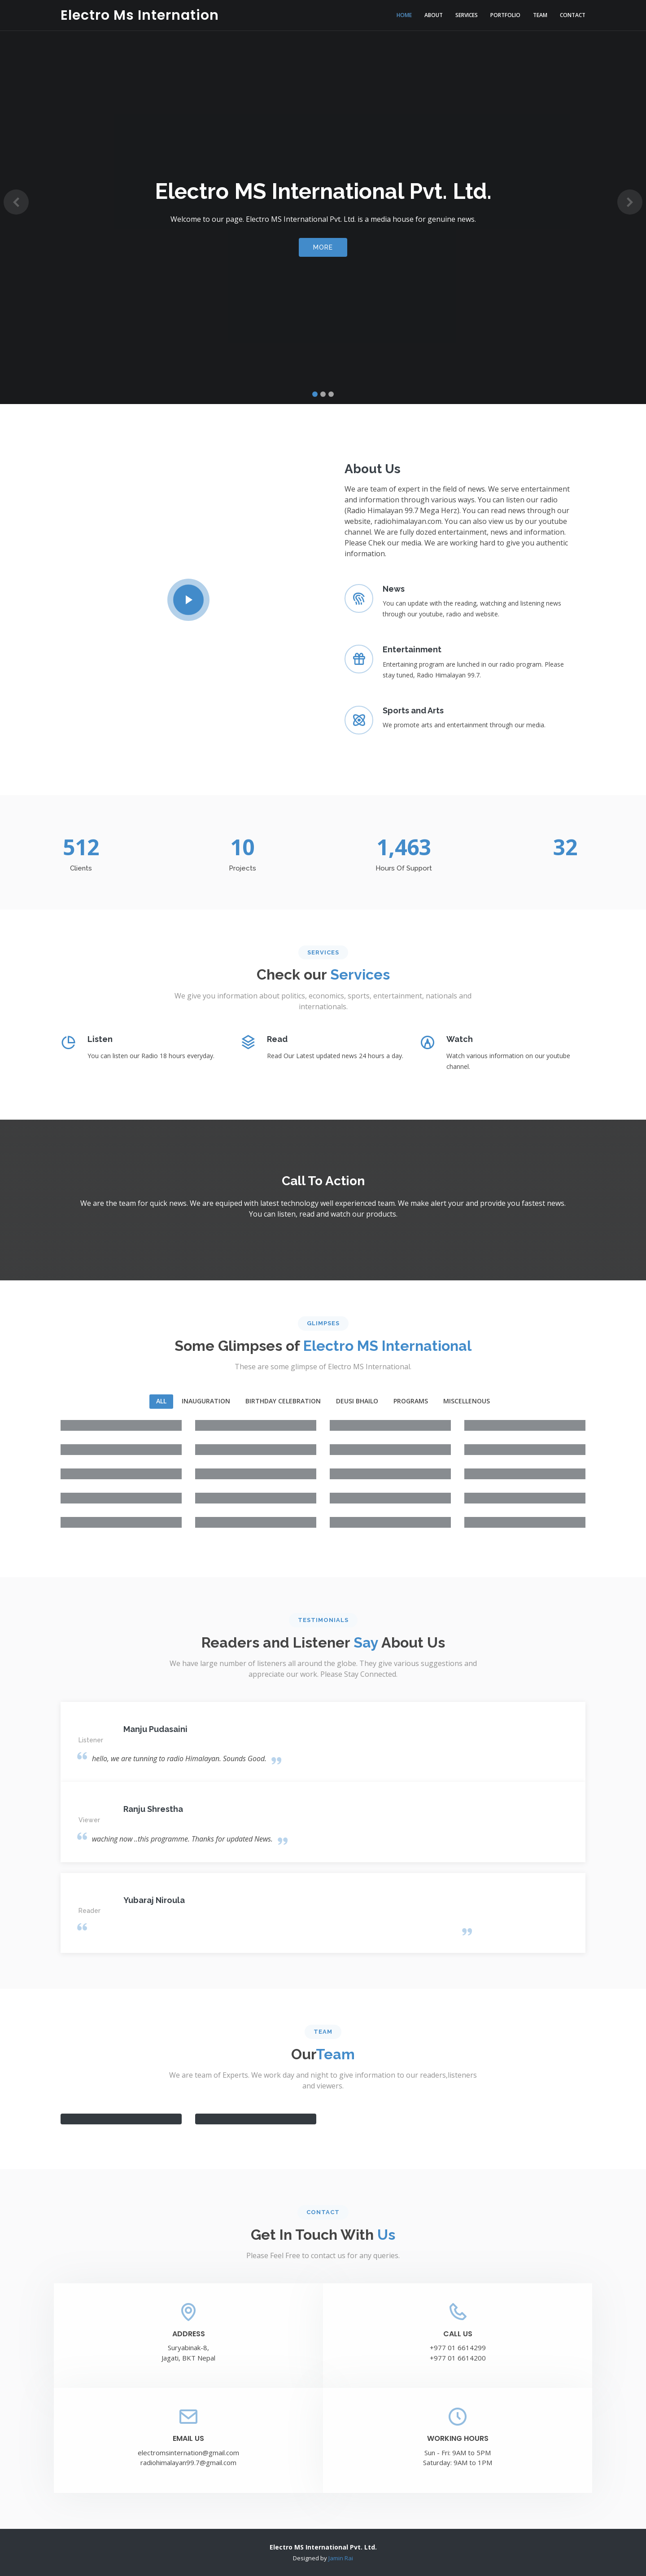 Electro Ms Internation
HOME
ABOUT
SERVICES
PORTFOLIO
TEAM
CONTACT
Electro MS International Pvt. Ltd.
Welcome to our page. Electro MS International Pvt. Ltd. is a media house for genuine news.
MORE
About Us
We are team of expert in the field of news. We serve entertainment
and information through various ways. You can listen our radio
(Radio Himalayan 99.7 Mega Herz). You can read news through our
website, radiohimalayan.com. You can also view us by our youtube
channel. We are fully dozed entertainment, news and information.
Please Chek our media. We are working hard to give you authentic
information.
News
You can update with the reading, watching and listening news
through our youtube, radio and website.
Entertainment
Entertaining program are lunched in our radio program. Please
stay tuned, Radio Himalayan 99.7.
Sports and Arts
We promote arts and entertainment through our media.
512
10
1,463
32
Clients
Projects
Hours Of Support
SERVICES
Check our Services
We give you information about politics, economics, sports, entertainment, nationals and
internationals.
Listen
You can listen our Radio 18 hours everyday.
Read
Read Our Latest updated news 24 hours a day.
Watch
Watch various information on our youtube
channel.
Call To Action
We are the team for quick news. We are equiped with latest technology well experienced team. We make alert your and provide you fastest news.
You can listen, read and watch our products.
GLIMPSES
Some Glimpses of Electro MS International
These are some glimpse of Electro MS International.
ALL
INAUGURATION
BIRTHDAY CELEBRATION
DEUSI BHAILO
PROGRAMS
MISCELLENOUS
TESTIMONIALS
Readers and Listener Say About Us
We have large number of listeners all around the globe. They give various suggestions and
appreciate our work. Please Stay Connected.
Manju Pudasaini
Listener
hello, we are tunning to radio Himalayan. Sounds Good.
Ranju Shrestha
Viewer
waching now ..this programme. Thanks for updated News.
Yubaraj Niroula
Reader
TEAM
OurTeam
We are team of Experts. We work day and night to give information to our readers,listeners
and viewers.
CONTACT
Get In Touch With Us
Please Feel Free to contact us for any queries.
ADDRESS
Suryabinak-8,
Jagati, BKT Nepal
CALL US
+977 01 6614299
+977 01 6614200
EMAIL US
electromsinternation@gmail.com
radiohimalayan99.7@gmail.com
WORKING HOURS
Sun - Fri: 9AM to 5PM
Saturday: 9AM to 1PM
Electro MS International Pvt. Ltd.
Designed by Jamin Rai